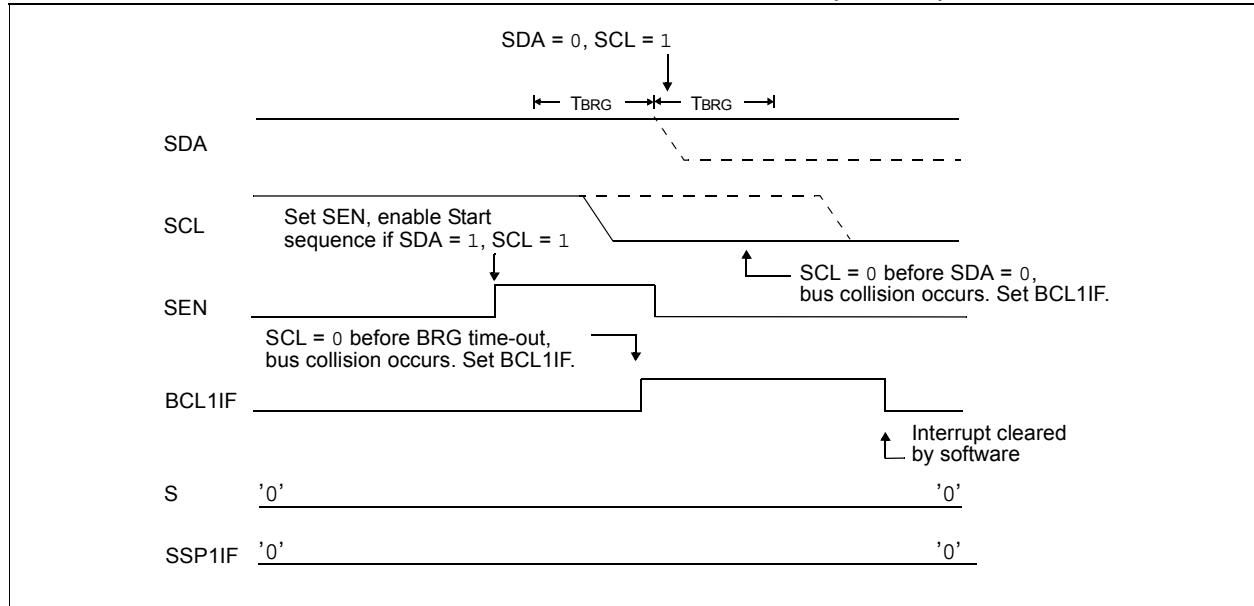 SDA = 0, SCL = 1
TBRG TBRG
SDA
SCL
Set SEN, enable Start
sequence if SDA = 1, SCL = 1
SCL = 0 before SDA = 0,
bus collision occurs. Set BCL1IF.
SEN
SCL = 0 before BRG time-out,
bus collision occurs. Set BCL1IF.
BCL1IF
Interrupt cleared
by software
S '0' '0'
SSP1IF '0' '0'